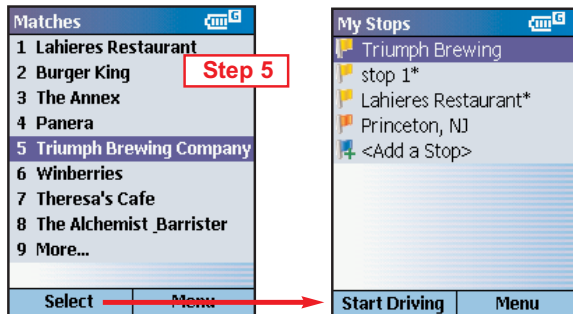 Matches
G
1 Lahieres Restaurant
2 Burger King
Step 5
3 The Annex
4 Panera
5 Triumph Brewing Company
6 Winberries
7 Theresa's Cafe
8 The Alchemist_Barrister
9 More...
Select Menu
My Stops
G
Triumph Brewing
stop 1*
Lahieres Restaurant*
Princeton, NJ
<Add a Stop>
Start Driving Menu